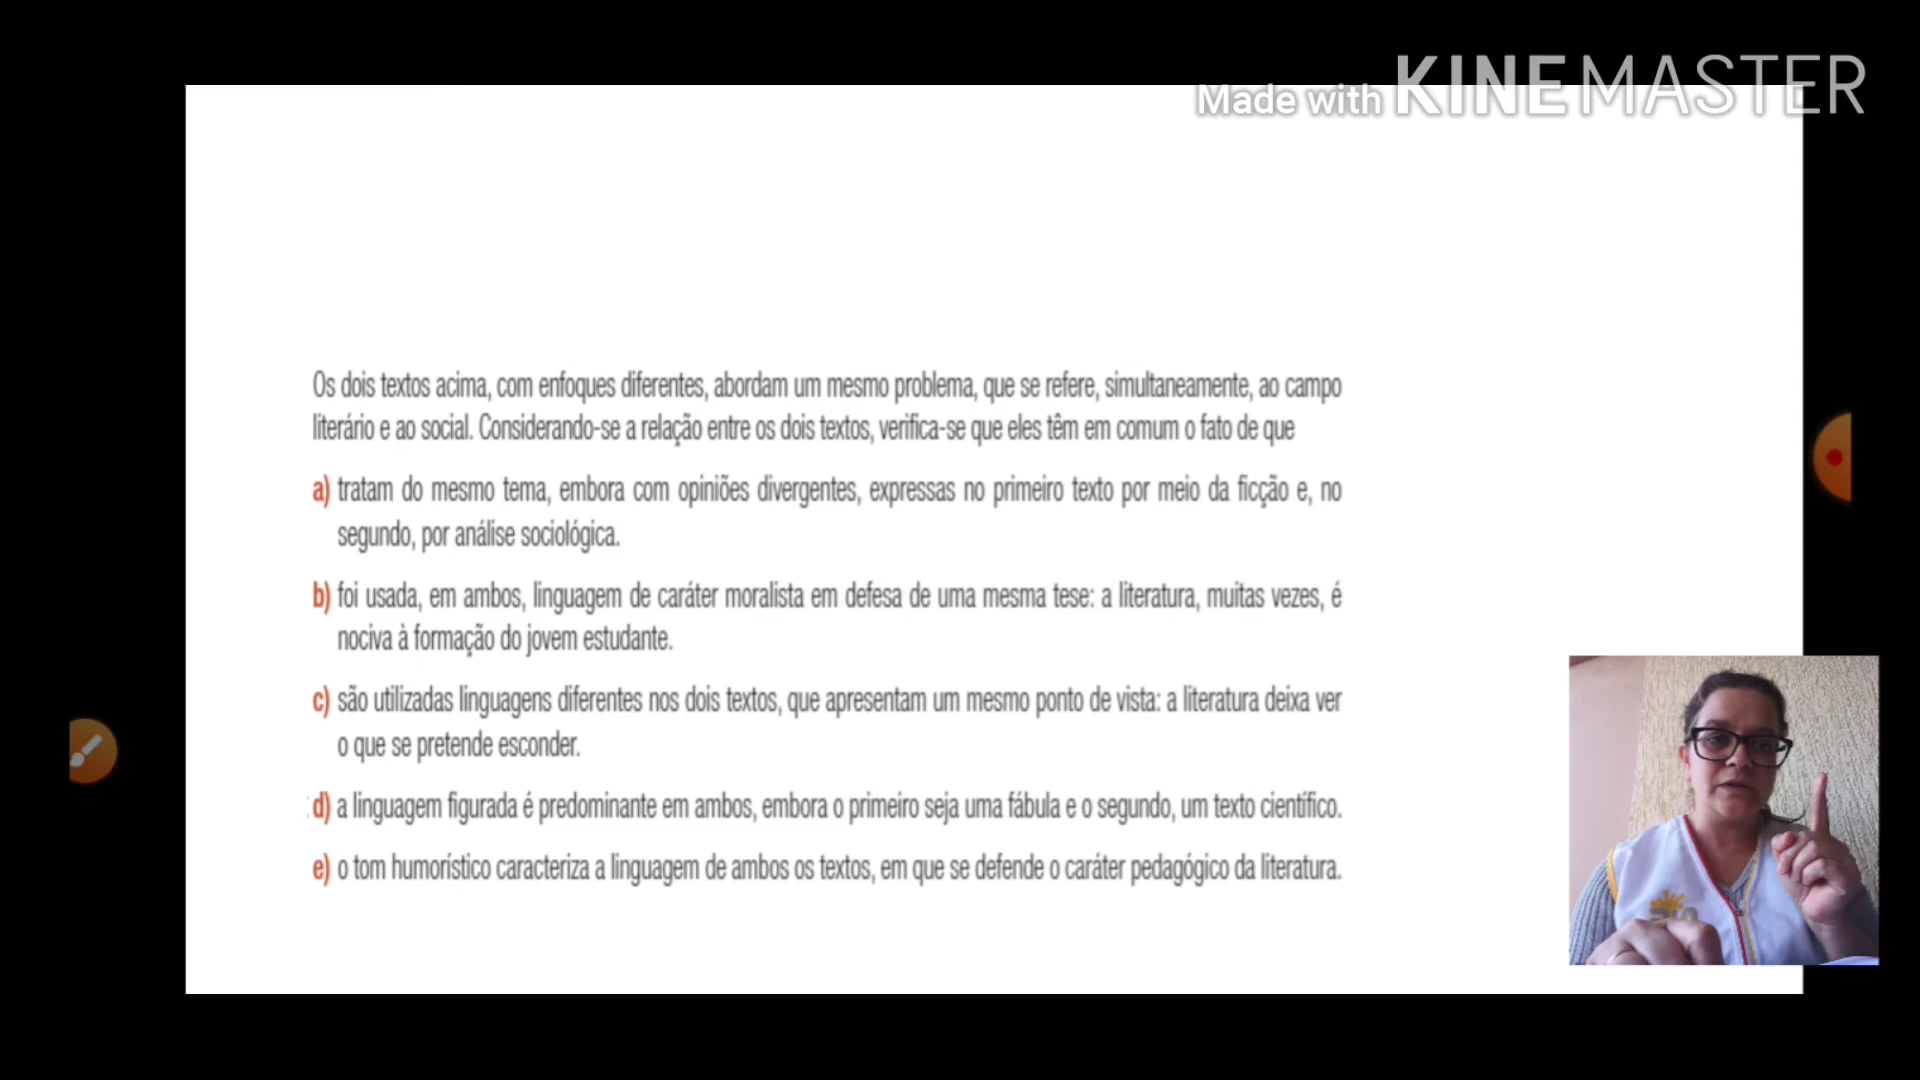 Made with KINEMASTER
Os dois textos acima, com enfoques diferentes, abordam um mesmo problema, que se refere, simultaneamente, ao campo
literário e ao social. Considerando-se a relação entre os dois textos, verifica-se que eles têm em comum o fato de que
a) tratam do mesmo tema, embora com opiniões divergentes, expressas no primeiro texto por meio da ficção e, no
segundo, por análise sociológica.
b) foi usada, em ambos, linguagem de caráter moralista em defesa de uma mesma tese: a literatura, muitas vezes, é
nociva à formação do jovem estudante.
c) são utilizadas linguagens diferentes nos dois textos, que apresentam um mesmo ponto de vista: a literatura deixa ver
o que se pretende esconder.
d) a linguagem figurada é predominante em ambos, embora o primeiro seja uma fábula e o segundo, um texto científico.
e) o tom humorístico caracteriza a linguagem de ambos os textos, em que se defende o caráter pedagógico da literatura.